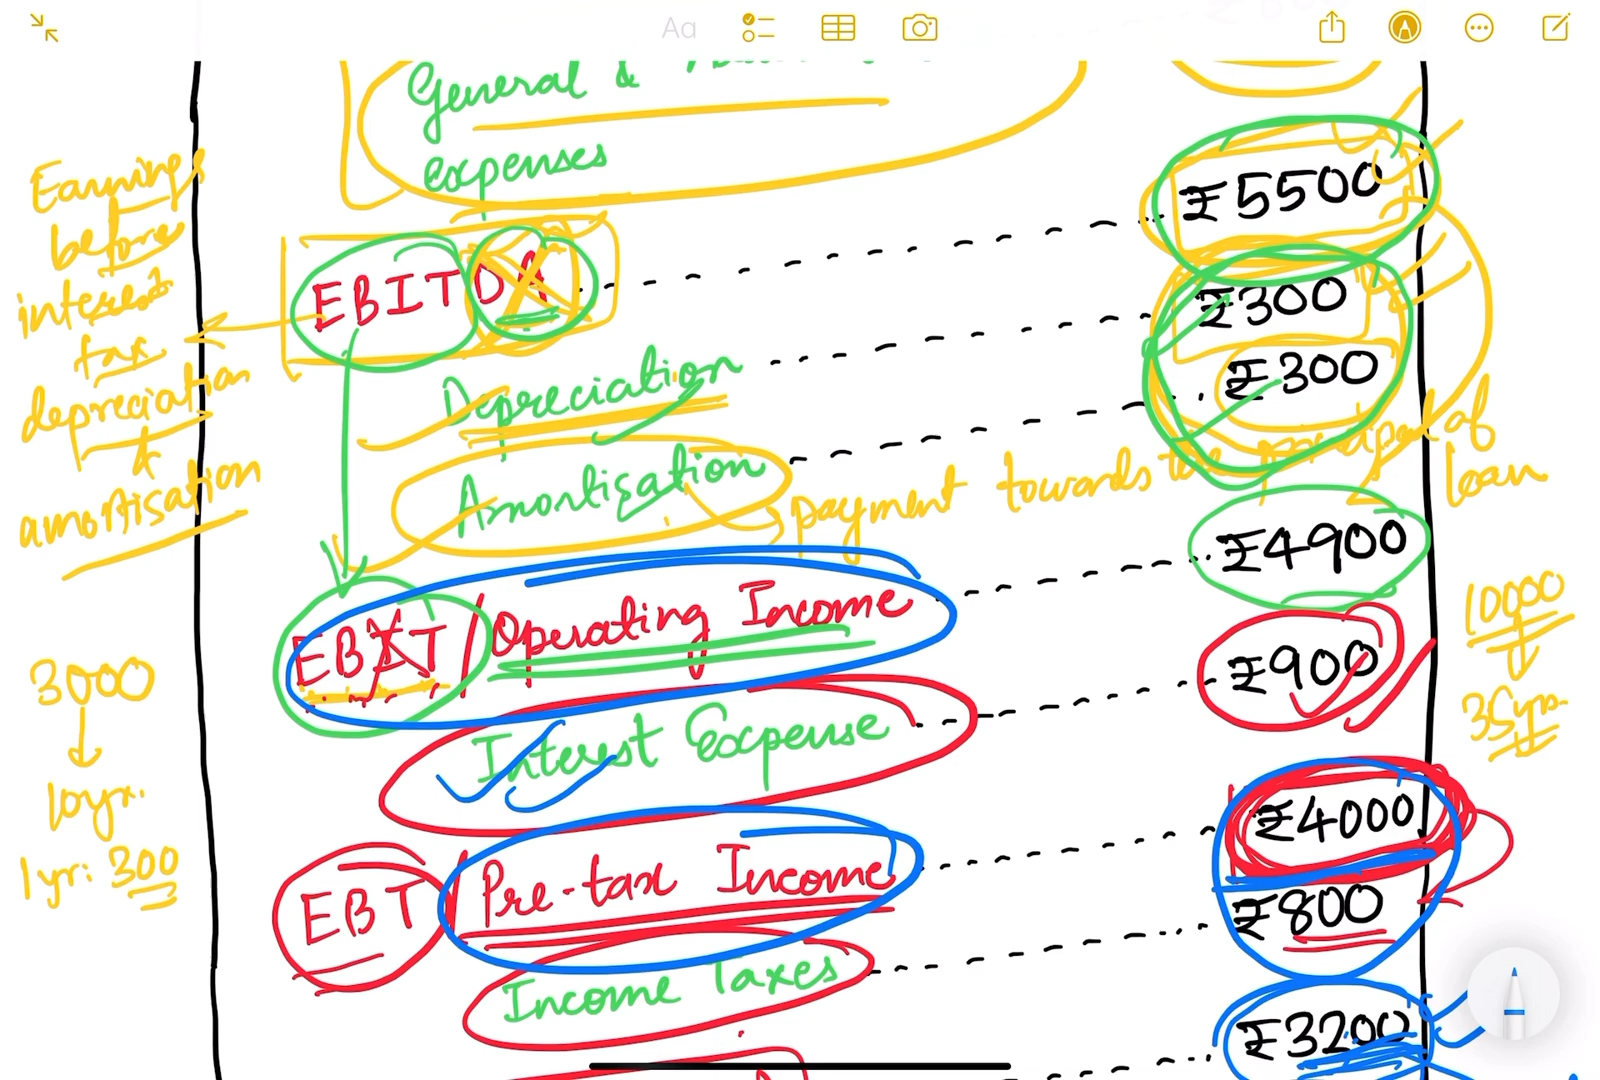 Aa
General &
expenses
₹5500
Earnings
before
interest
tax
depreciation
&
amortisation
EBITDA
₹300
Depreciation
₹300
Amortisation
payment towards the principal of
loan
₹4900
EBIT / Operating Income
₹900
10000
35yrs.
Interest Expense
3000
10yr.
1yr: 300
₹4000
EBT / Pre-tax Income
₹800
Income Taxes
₹3200